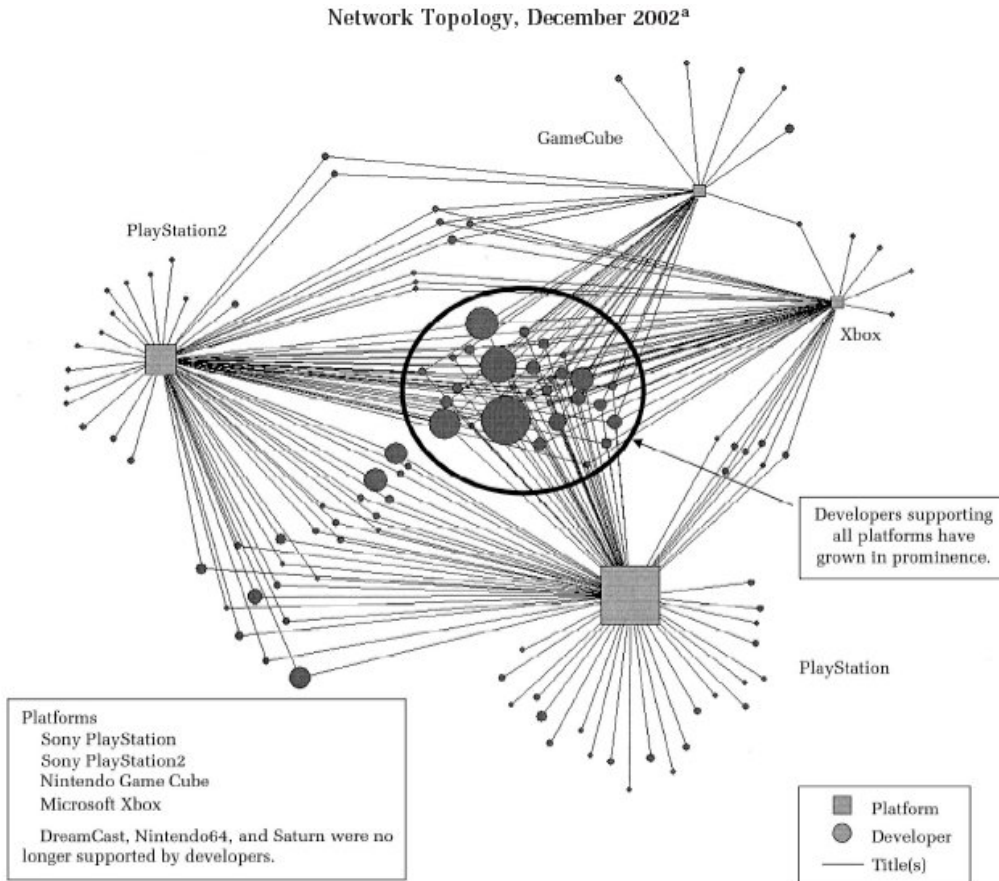 Network Topology, December 2002ª
GameCube
PlayStation2
Xbox
Developers supporting
all platforms have
grown in prominence.
PlayStation
Platforms
Sony PlayStation
Sony PlayStation2
Nintendo Game Cube
Microsoft Xbox
DreamCast, Nintendo64, and Saturn were no
longer supported by developers.
Platform
Developer
Title(s)